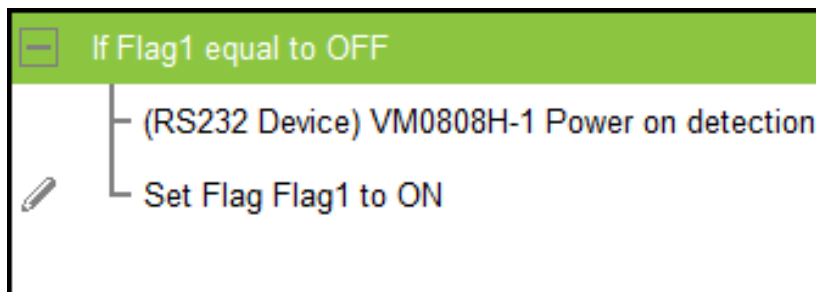 If Flag1 equal to OFF
(RS232 Device) VM0808H-1 Power on detection
Set Flag Flag1 to ON